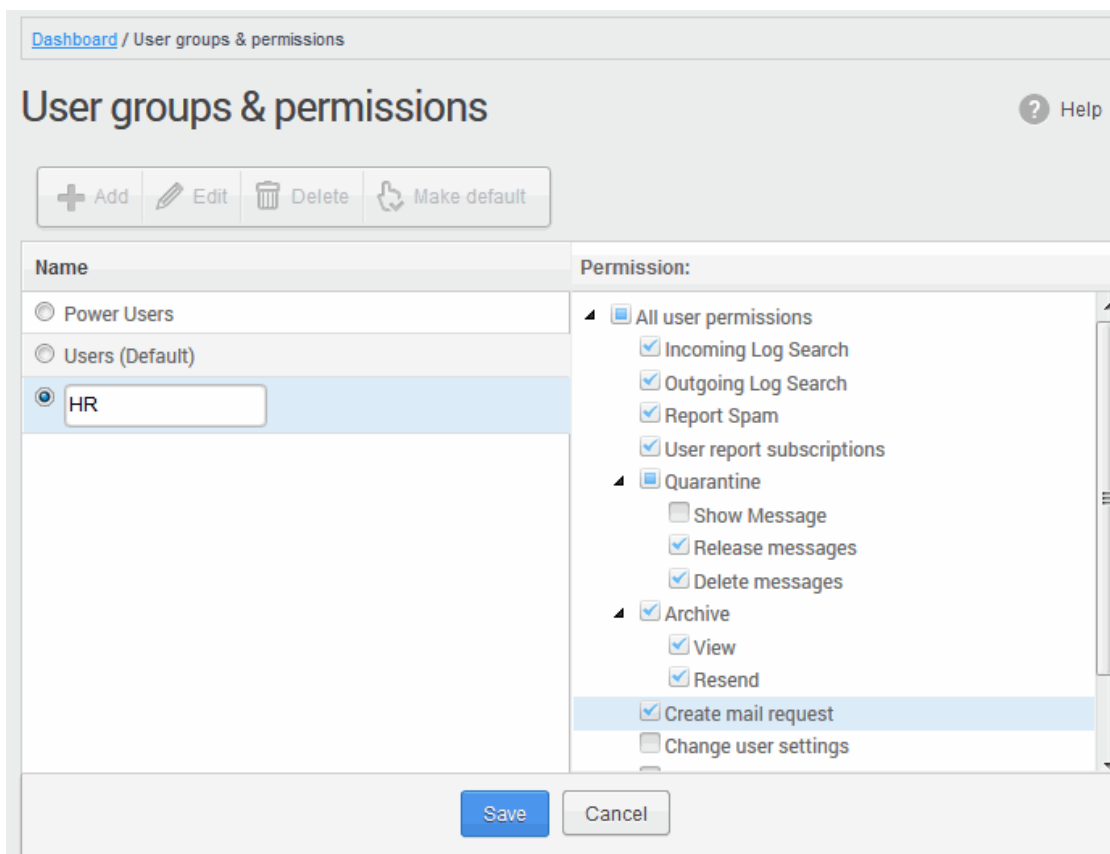 Dashboard / User groups & permissions
User groups & permissions
? Help
Add Edit Delete Make default
Name Permission:
Power Users
Users (Default)
HR
All user permissions
Incoming Log Search
Outgoing Log Search
Report Spam
User report subscriptions
Quarantine
Show Message
Release messages
Delete messages
Archive
View
Resend
Create mail request
Change user settings
Save Cancel